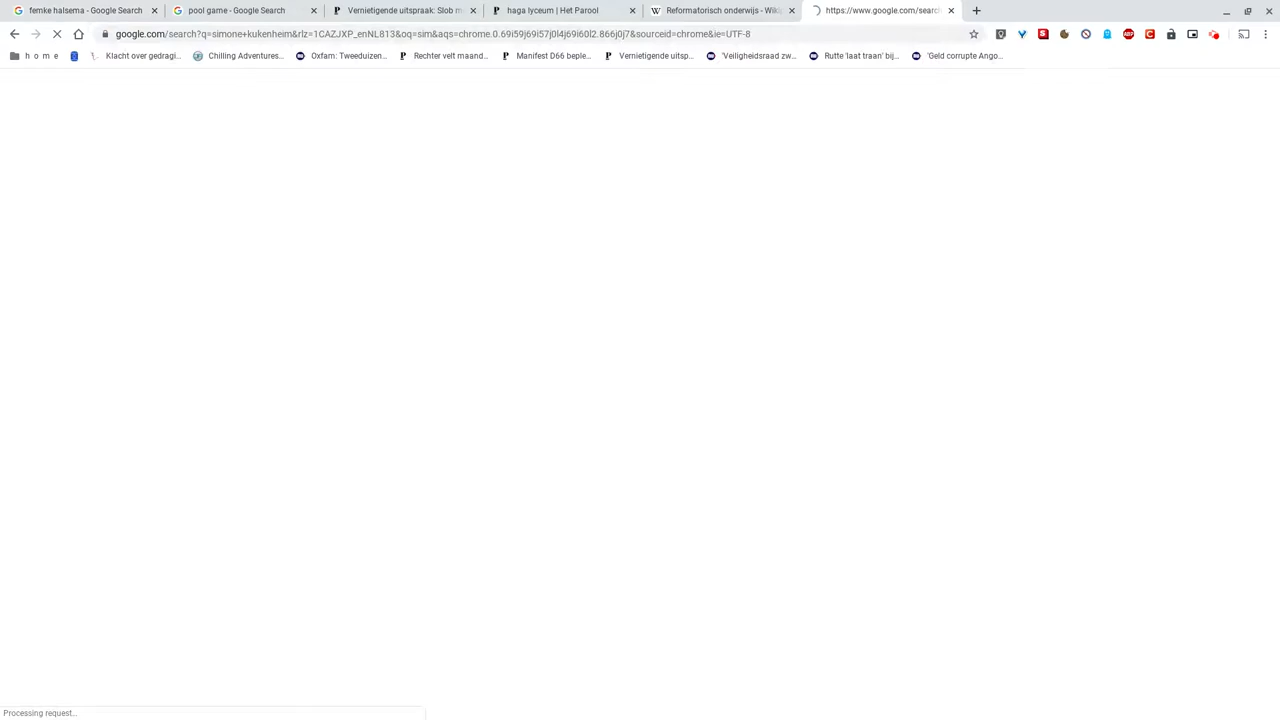 femke halsema - Google Search
pool game - Google Search
Vernietigende uitspraak: Slob m
haga lyceum | Het Parool
Reformatorisch onderwijs - Wiki
https://www.google.com/search
google.com/search?q=simone+kukenheim&rlz=1CAZJXP_enNL813&oq=sim&aqs=chrome.0.69i59j69i57j0l4j69i60l2.866j0j7&sourceid=chrome&ie=UTF-8
h o m e
Klacht over gedragi...
Chilling Adventures...
Oxfam: Tweeduizen...
Rechter velt maand...
Manifest D66 beple...
Vernietigende uitsp...
'Veiligheidsraad zw...
Rutte 'laat traan' bij...
'Geld corrupte Ango...
Processing request...